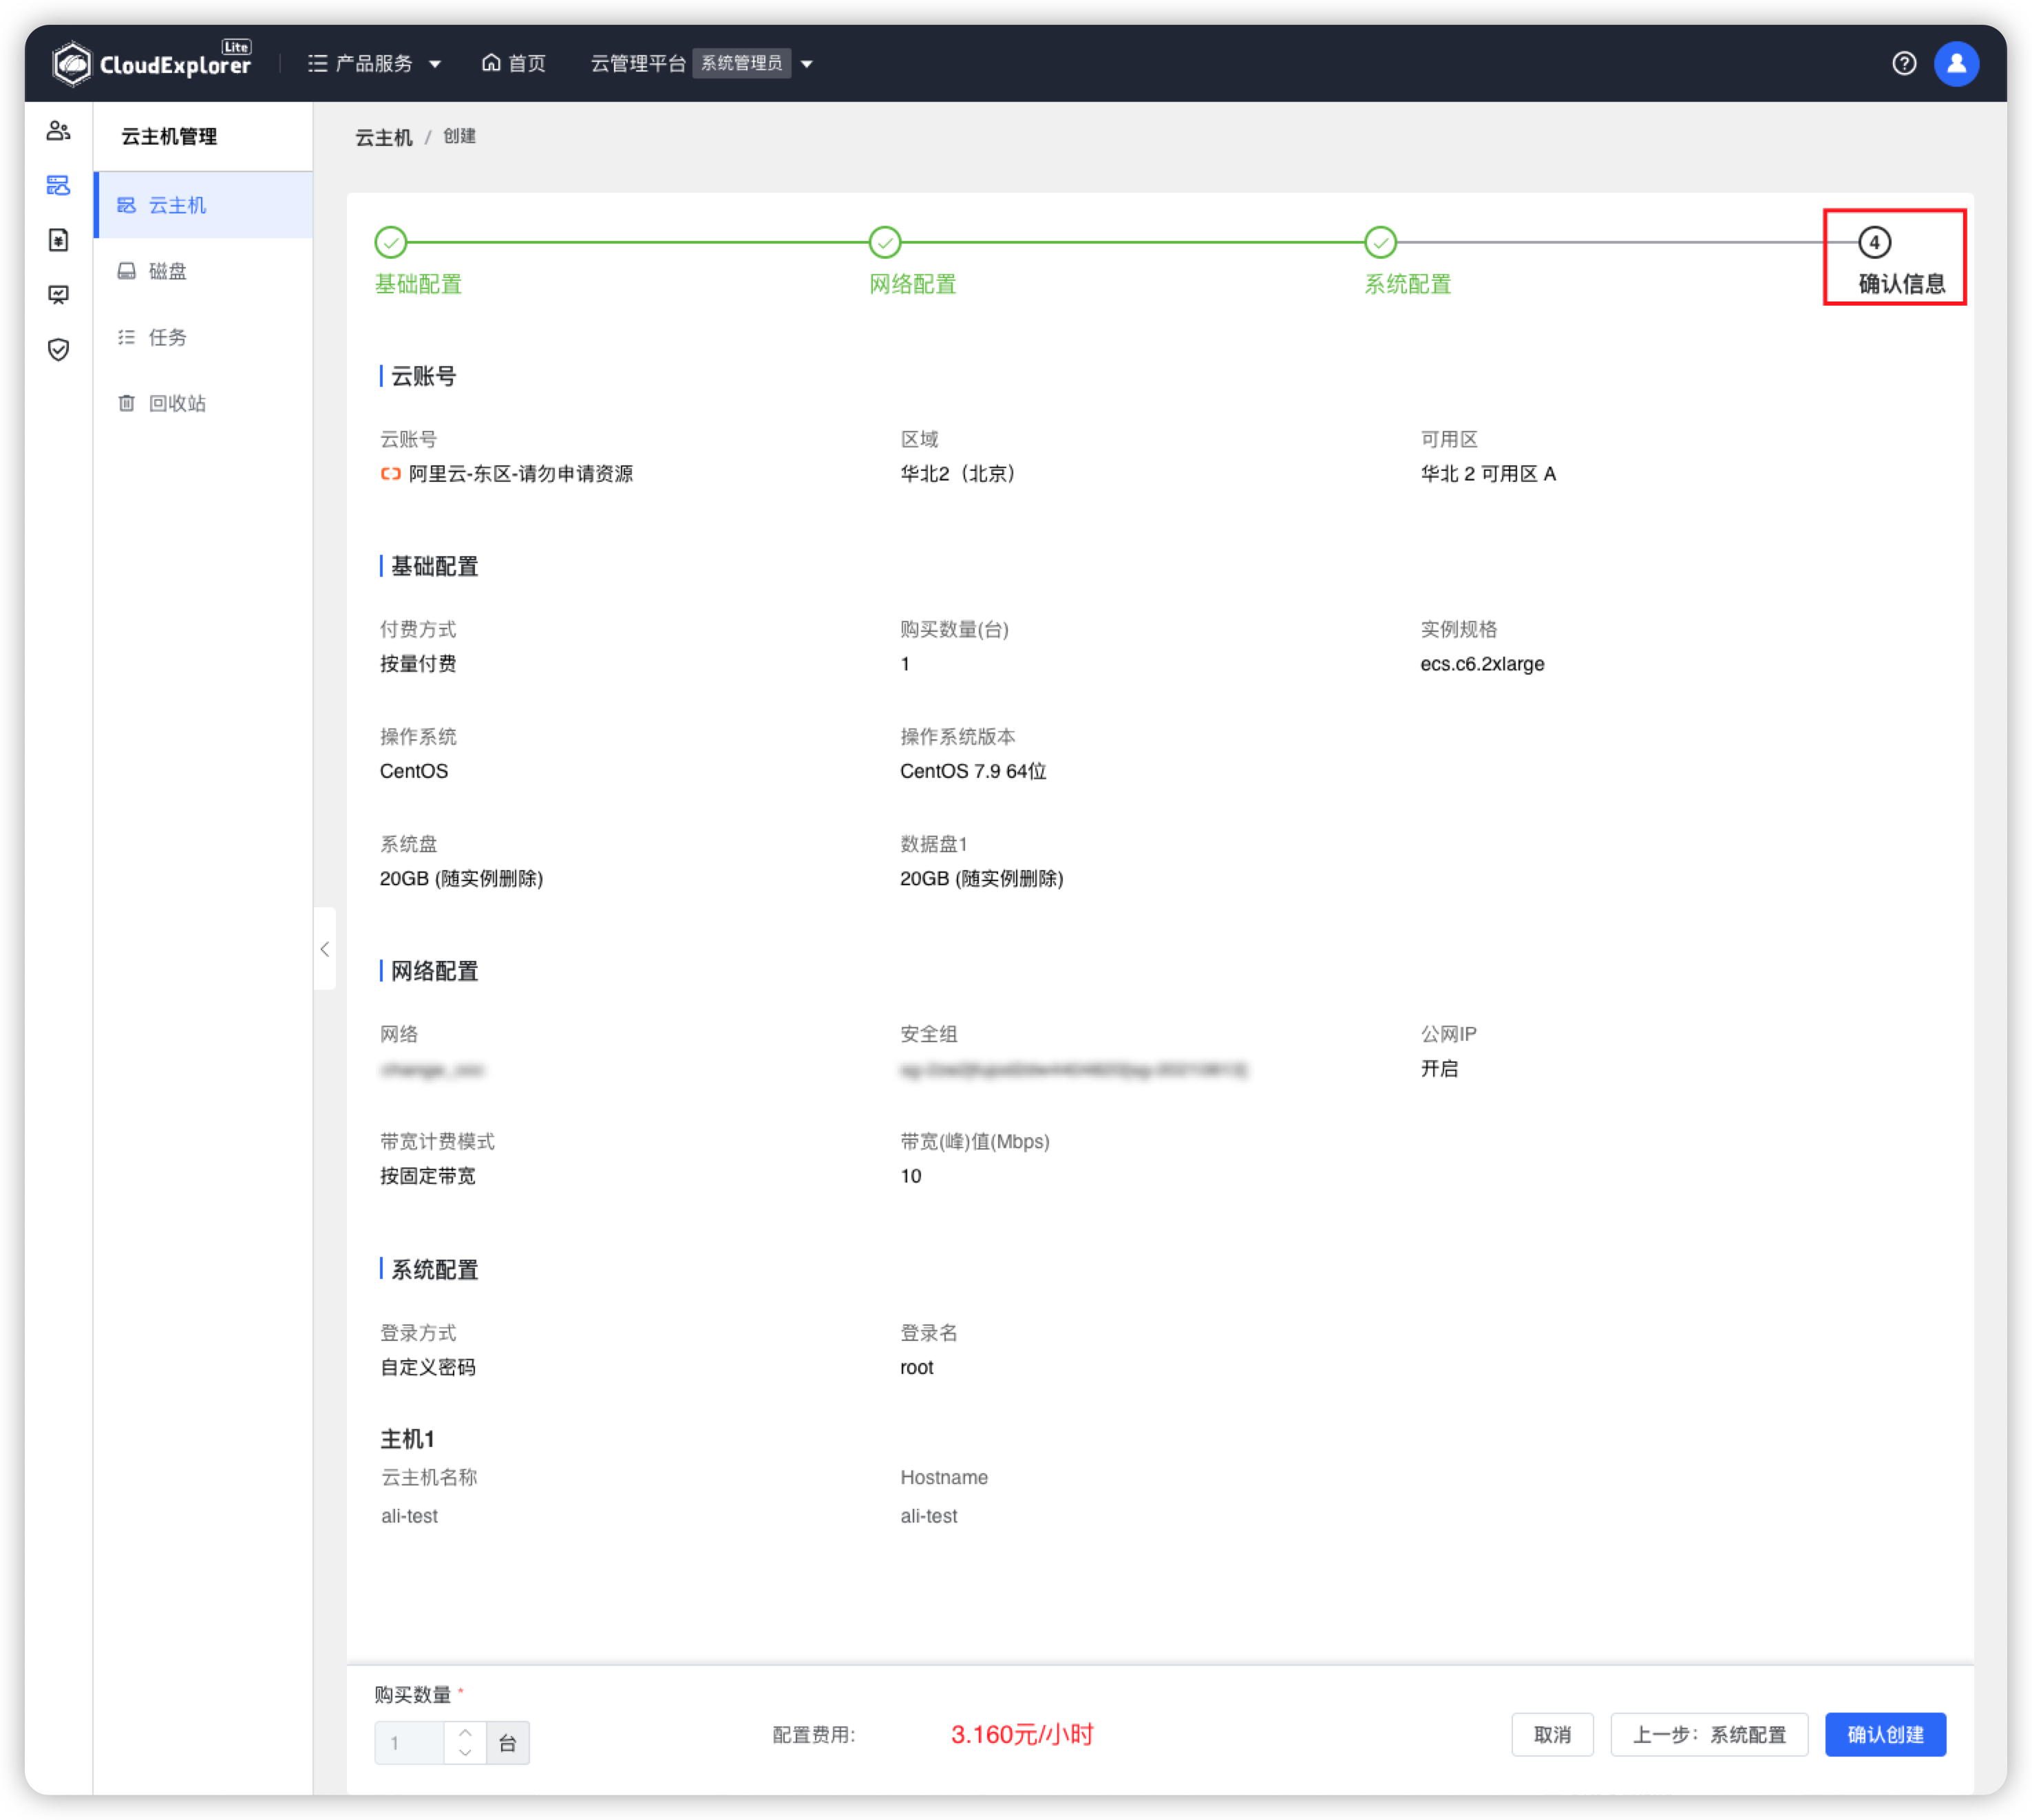 CloudExplorer Lite
产品服务 首页 云管理平台 系统管理员
云主机管理
云主机
磁盘
任务
回收站
云主机 / 创建
基础配置 网络配置 系统配置 4 确认信息
云账号
云账号 区域 可用区
阿里云-东区-请勿申请资源 华北2（北京） 华北 2 可用区 A
基础配置
付费方式 购买数量(台) 实例规格
按量付费 1 ecs.c6.2xlarge
操作系统 操作系统版本
CentOS CentOS 7.9 64位
系统盘 数据盘1
20GB (随实例删除) 20GB (随实例删除)
网络配置
网络 安全组 公网IP
开启
带宽计费模式 带宽(峰)值(Mbps)
按固定带宽 10
系统配置
登录方式 登录名
自定义密码 root
主机1
云主机名称 Hostname
ali-test ali-test
购买数量 *
1 台 配置费用: 3.160元/小时 取消 上一步：系统配置 确认创建